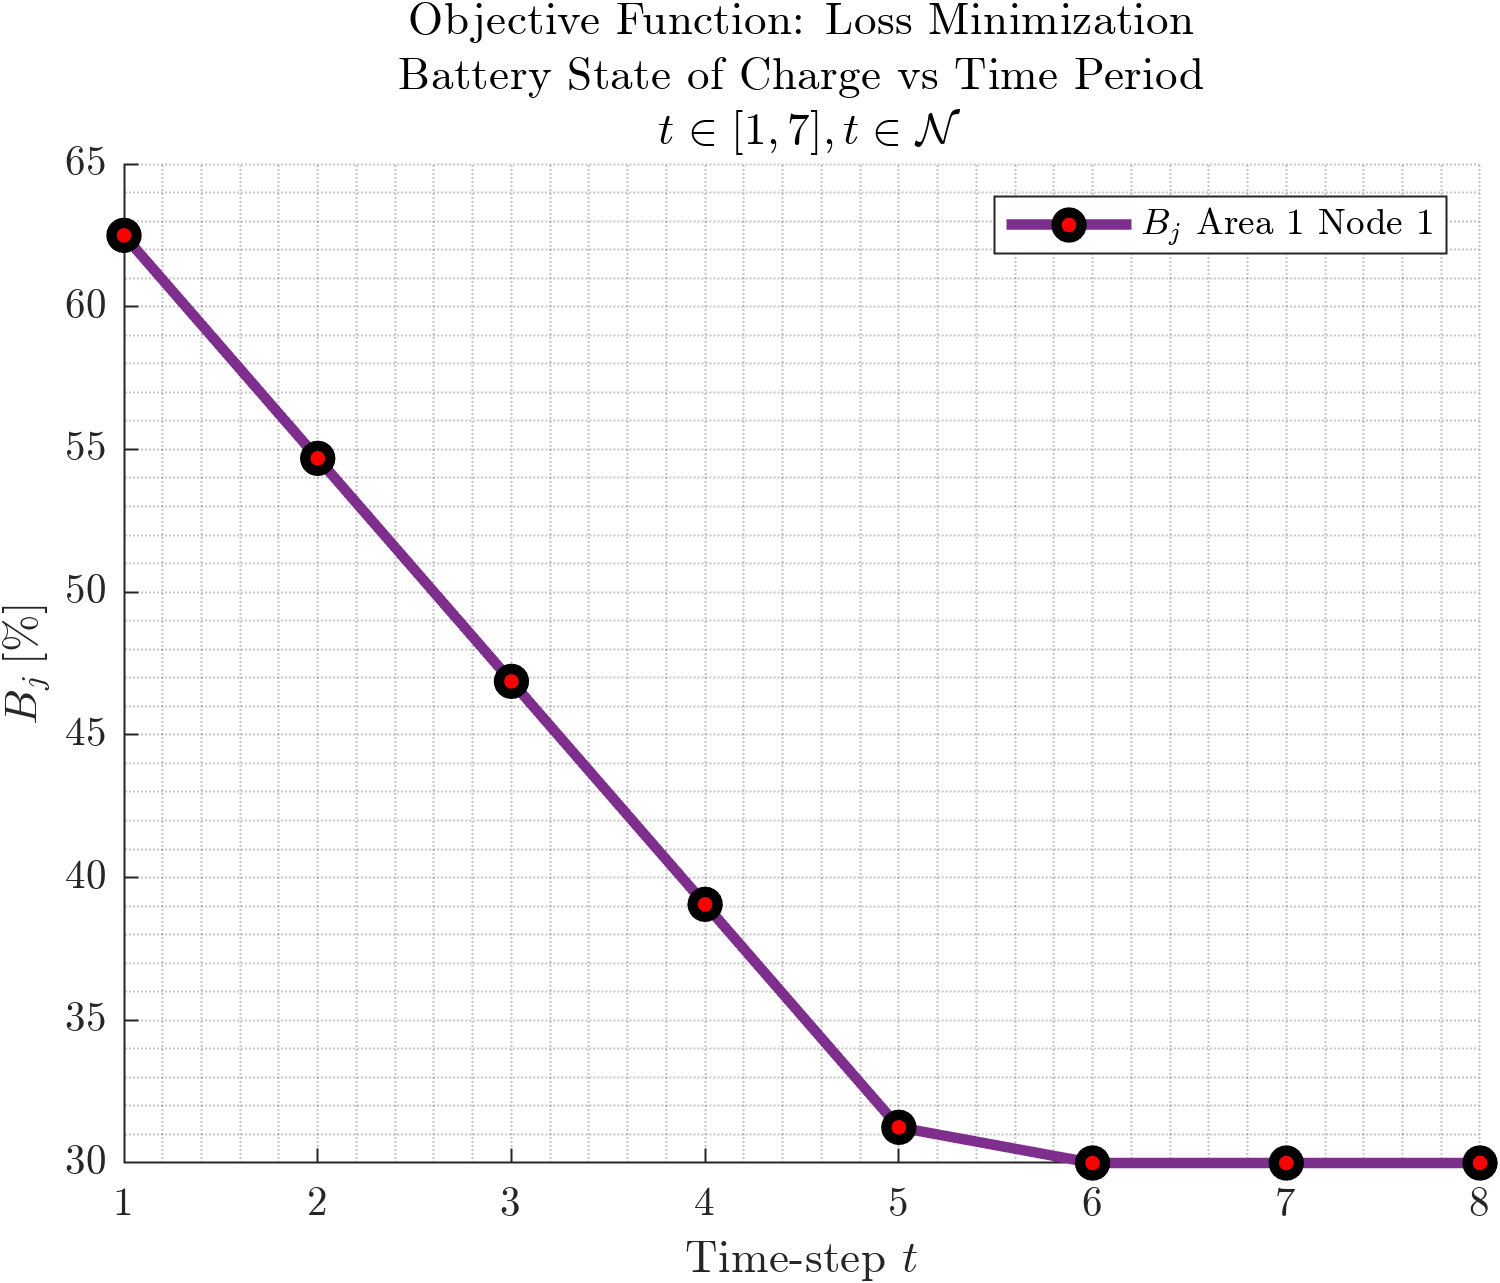 Objective Function: Loss Minimization
Battery State of Charge vs Time Period
t ∈ [1, 7], t ∈ 𝒩
B_j Area 1 Node 1
65
60
55
50
45
40
35
30
B_j [%]
1 2 3 4 5 6 7 8
Time-step t